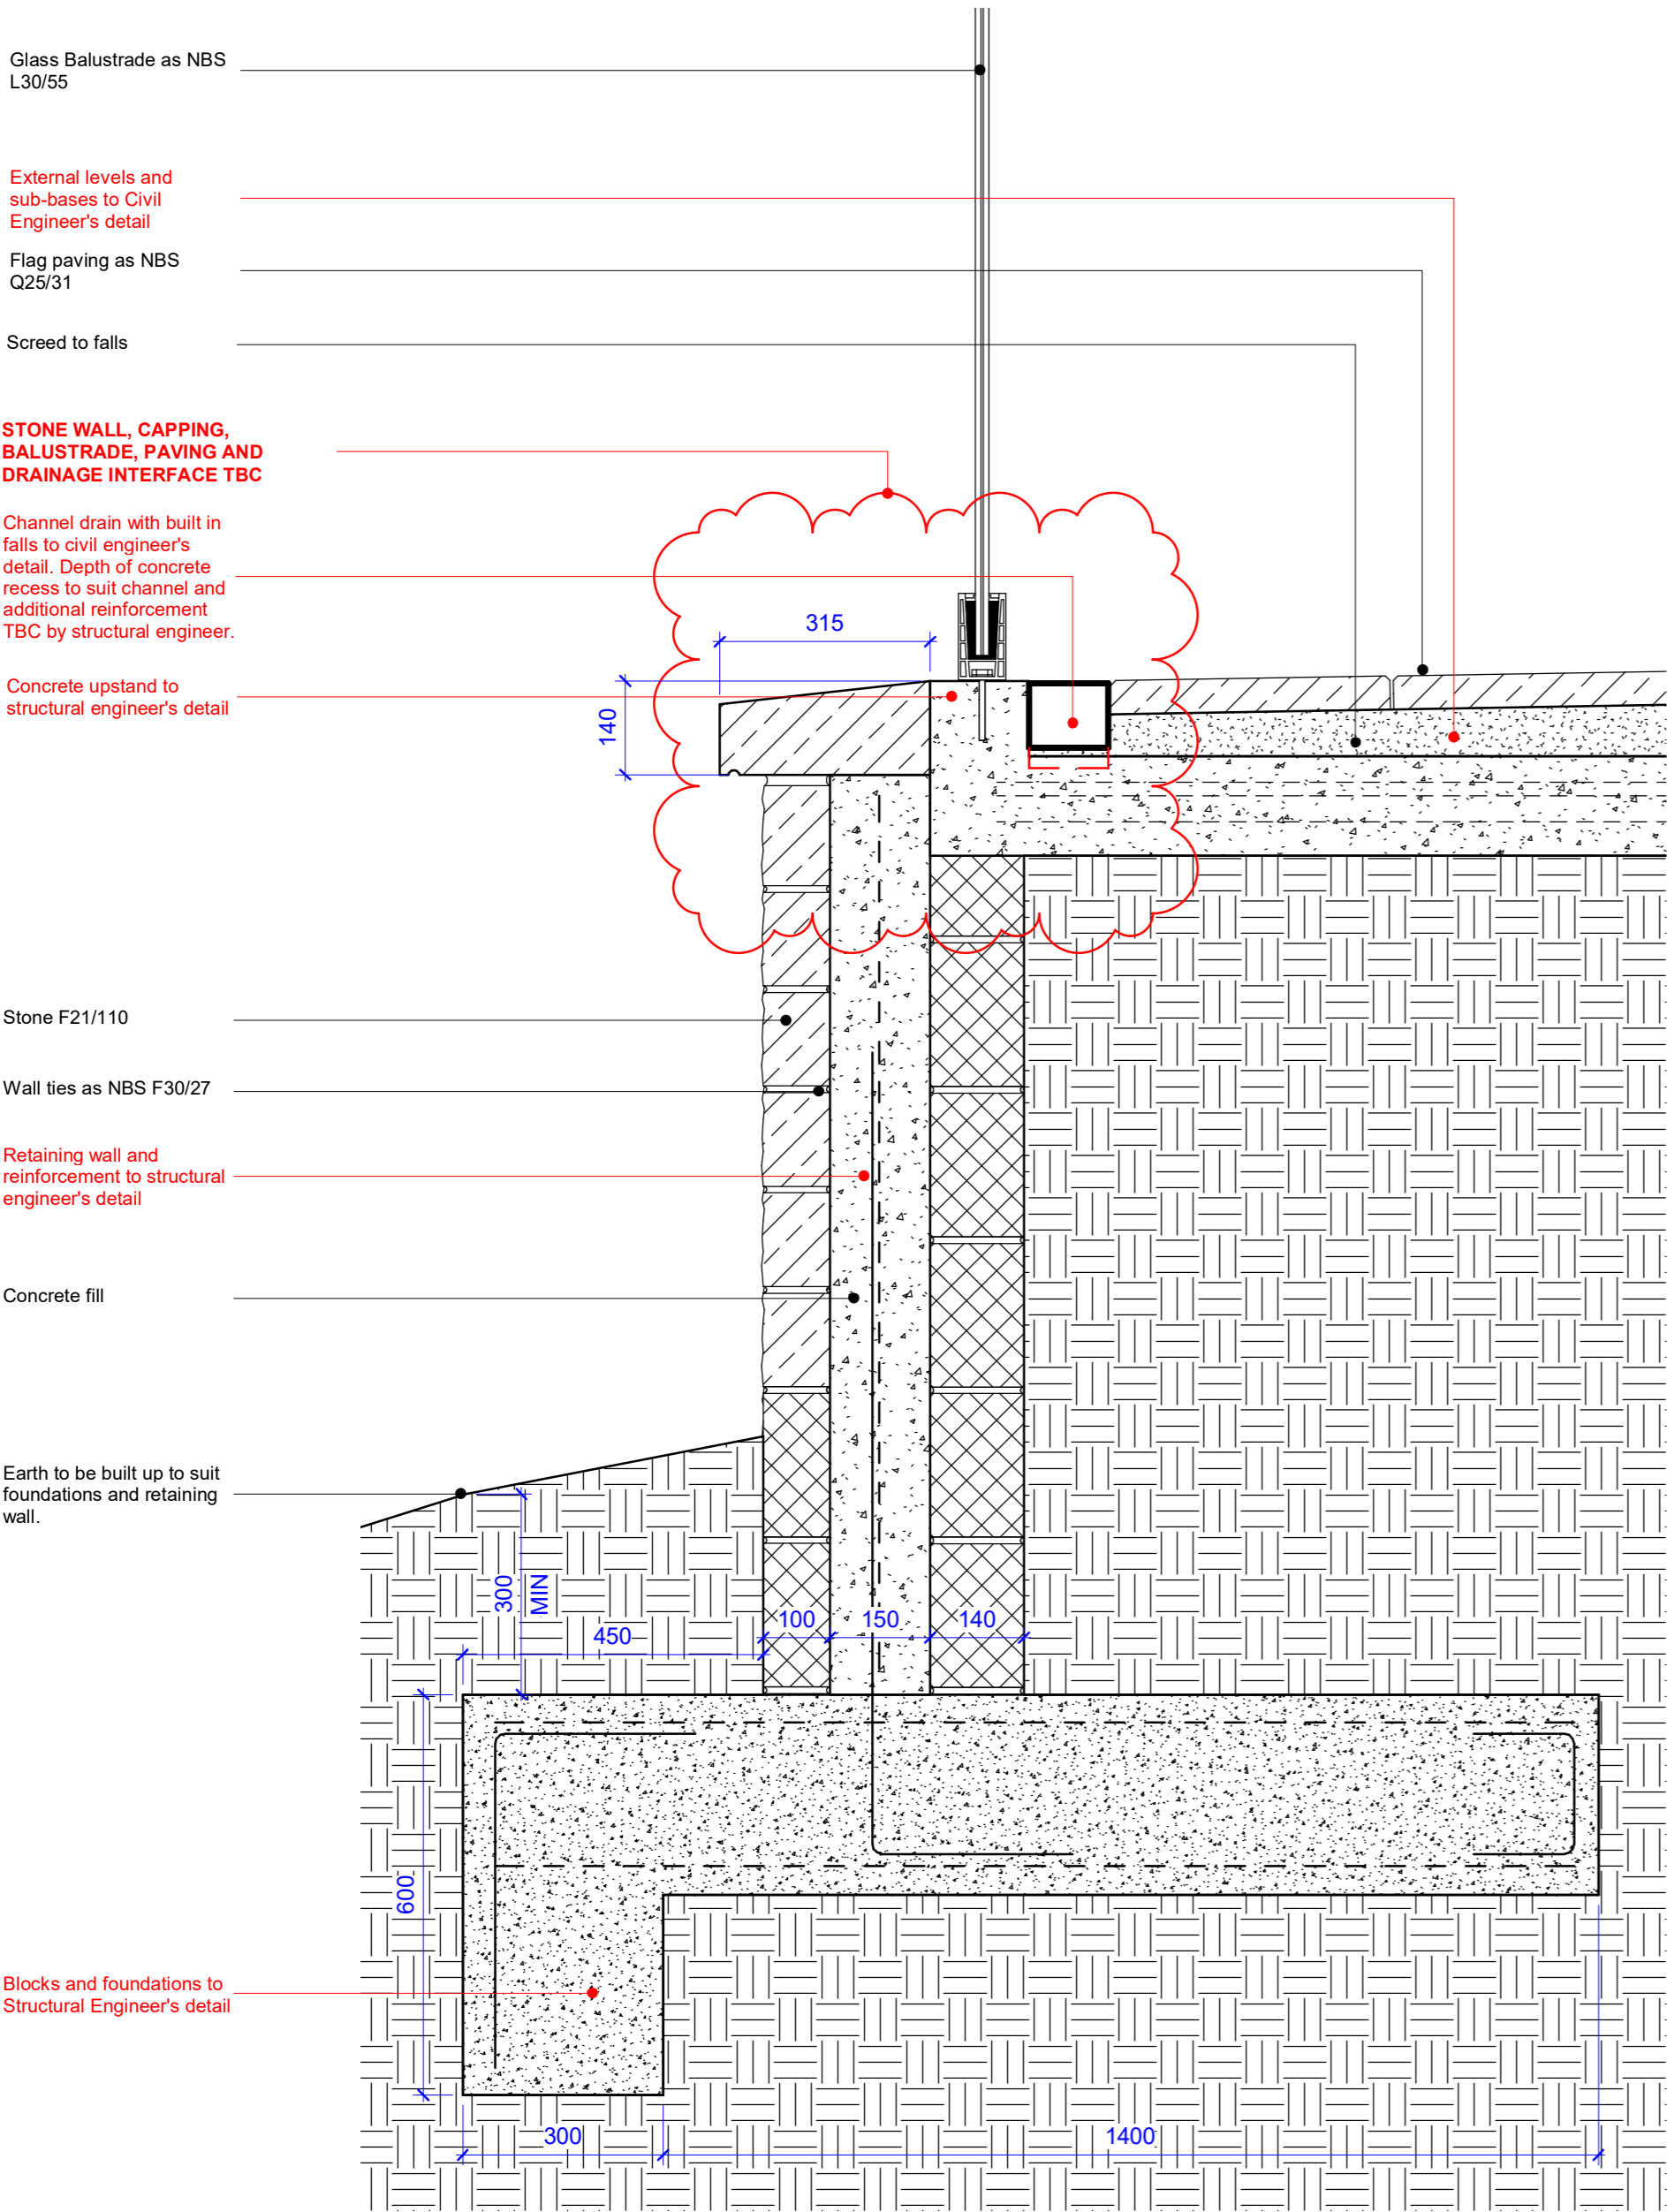 Glass Balustrade as NBS
L30/55
External levels and
sub-bases to Civil
Engineer's detail
Flag paving as NBS
Q25/31
Screed to falls
STONE WALL, CAPPING,
BALUSTRADE, PAVING AND
DRAINAGE INTERFACE TBC
Channel drain with built in
falls to civil engineer's
detail. Depth of concrete
recess to suit channel and
additional reinforcement
TBC by structural engineer.
315
Concrete upstand to
structural engineer's detail
140
Stone F21/110
Wall ties as NBS F30/27
Retaining wall and
reinforcement to structural
engineer's detail
Concrete fill
Earth to be built up to suit
foundations and retaining
wall.
300
MIN
450
100
150
140
600
Blocks and foundations to
Structural Engineer's detail
300
1400